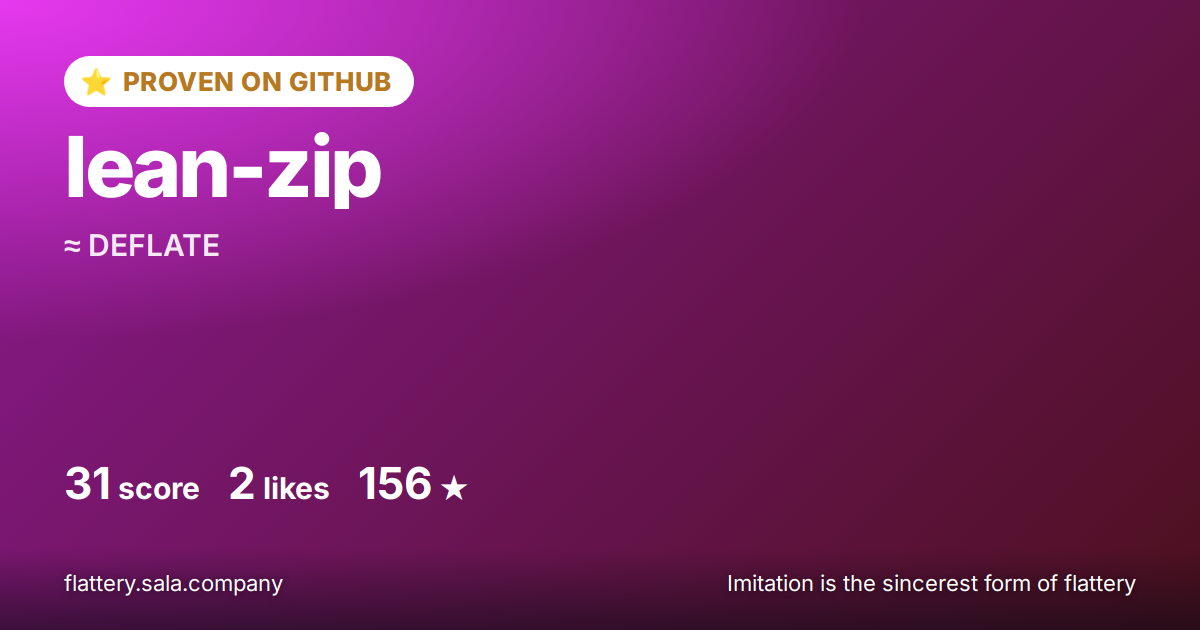 ⭐ PROVEN ON GITHUB
lean-zip
≈ DEFLATE
31 score 2 likes 156 ★
flattery.sala.company
Imitation is the sincerest form of flattery